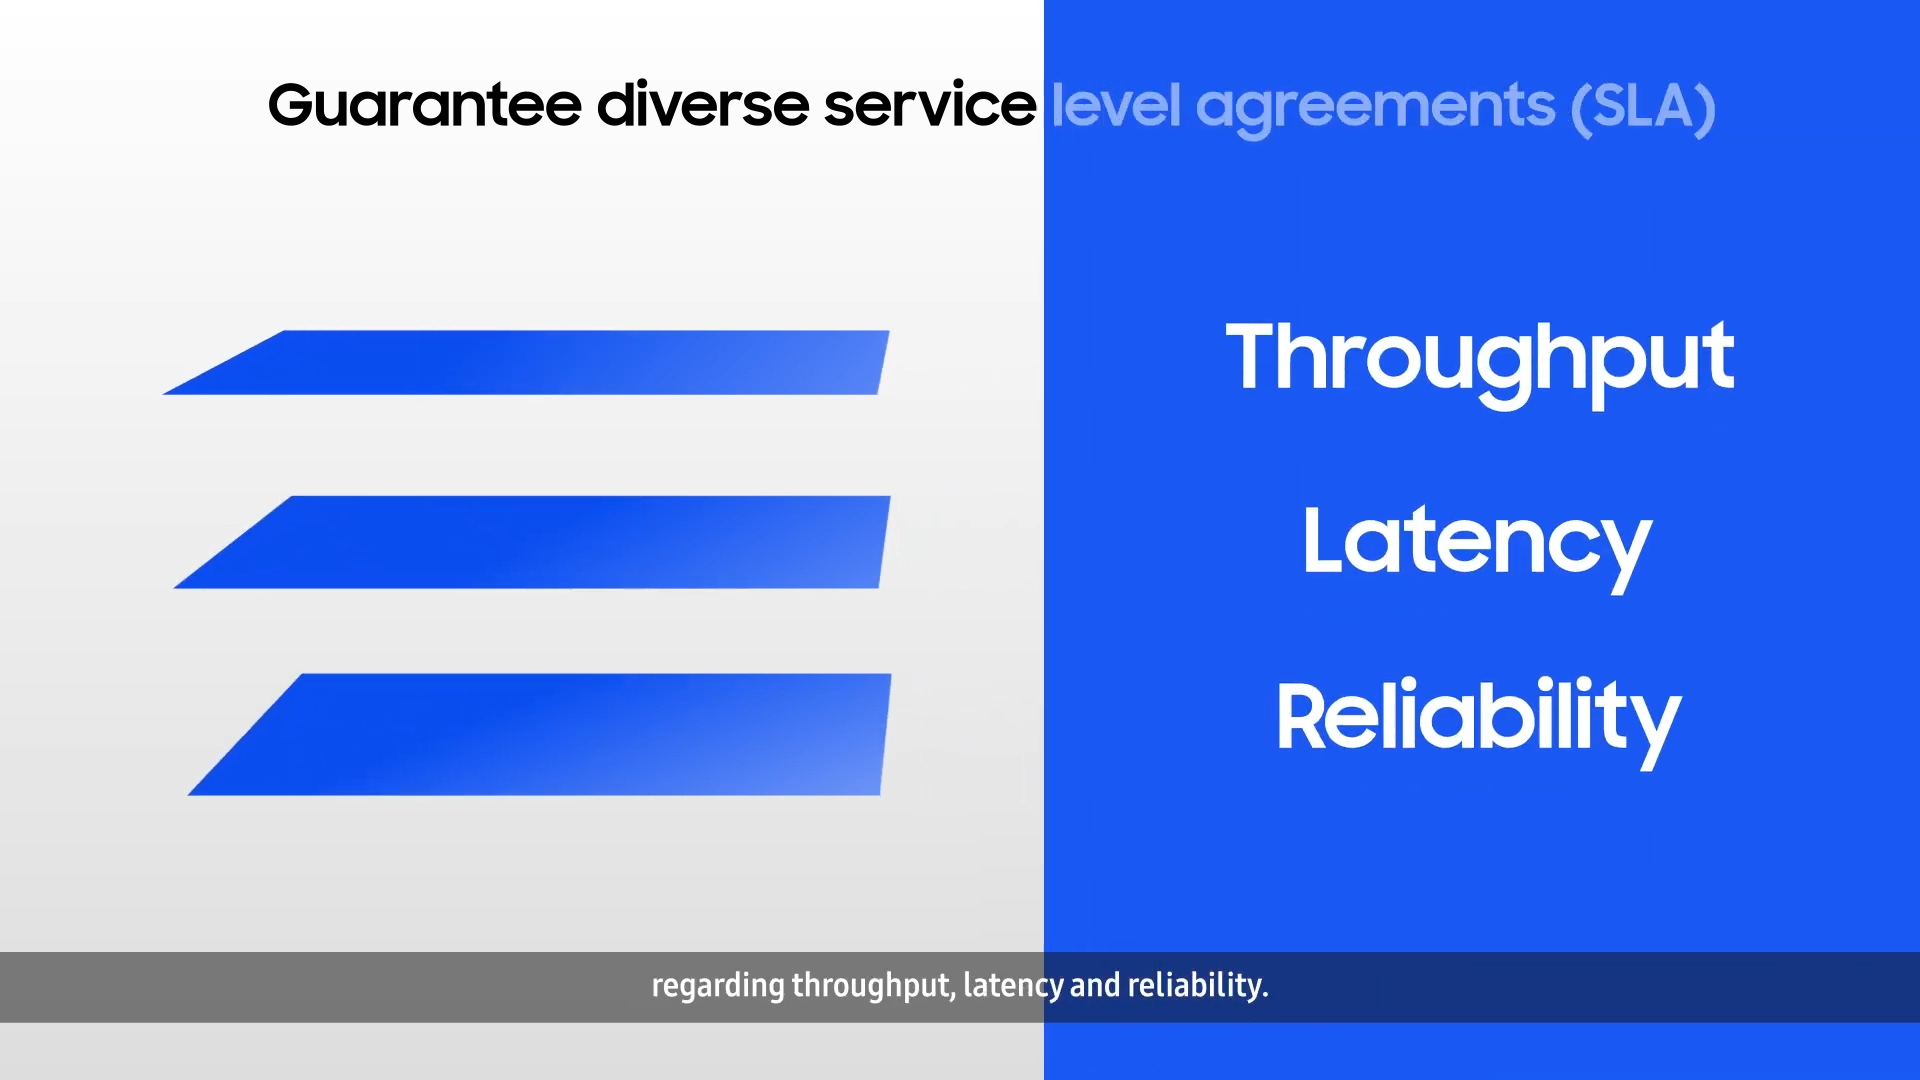 Guarantee diverse service level agreements (SLA)
Throughput
Latency
Reliability
regarding throughput, latency and reliability.